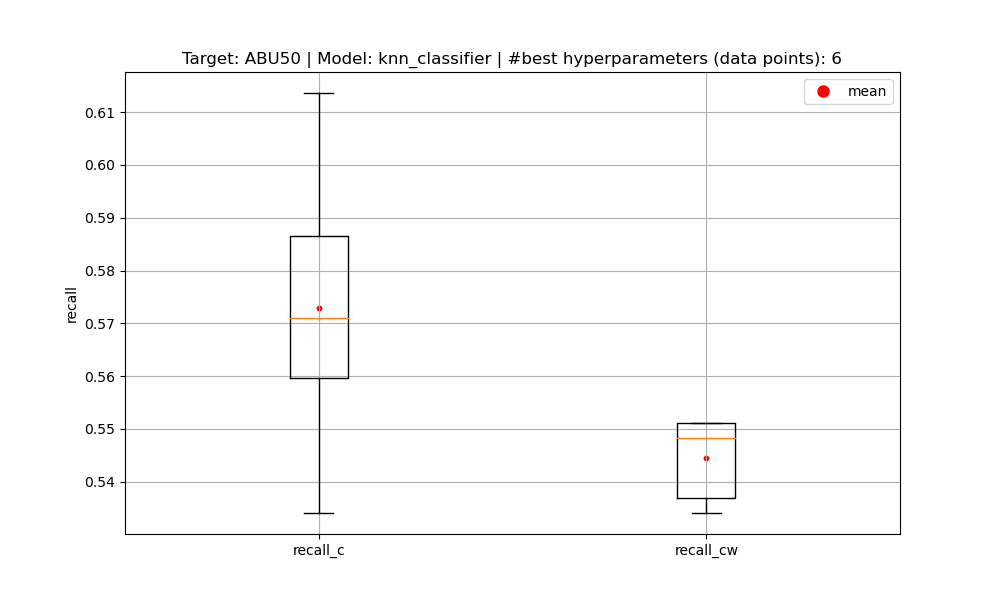 Target: ABU50 | Model: knn_classifier | #best hyperparameters (data points): 6
mean
0.61
0.60
0.59
0.58
0.57
0.56
0.55
0.54
recall
recall_c
recall_cw